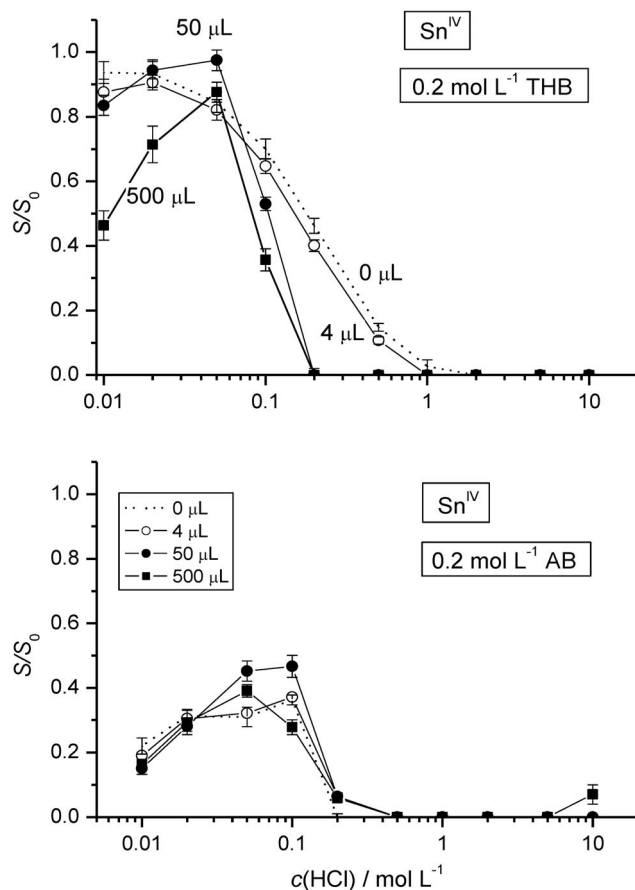 50 μL
Sn^IV
0.2 mol L⁻¹ THB
1.0
0.8
0.6
0.4
0.2
0.0
S/S₀
500 μL
0 μL
4 μL
0.01
0.1
1
10
Sn^IV
0.2 mol L⁻¹ AB
0 μL
4 μL
50 μL
500 μL
1.0
0.8
0.6
0.4
0.2
0.0
S/S₀
0.01
0.1
1
10
c(HCl) / mol L⁻¹